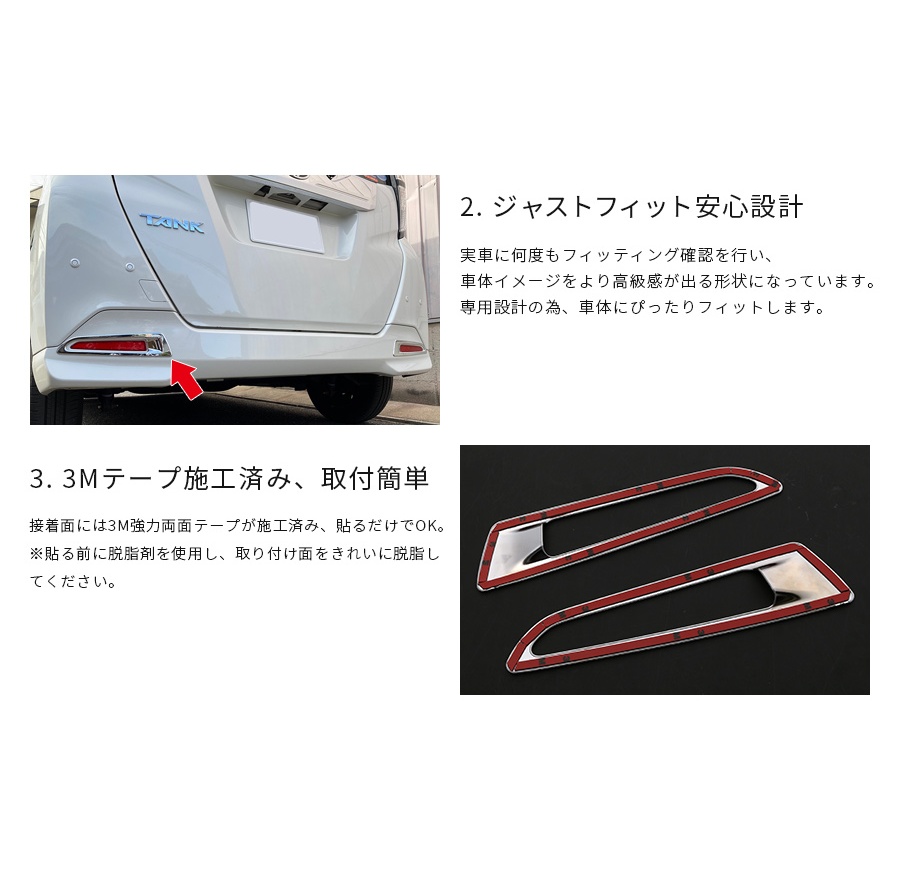 TANK
2. ジャストフィット安心設計
実車に何度もフィッティング確認を行い、
車体イメージをより高級感が出る形状になっています。
専用設計の為、車体にぴったりフィットします。
3. 3Mテープ施工済み、取付簡単
接着面には3M強力両面テープが施工済み、貼るだけでOK。
※貼る前に脱脂剤を使用し、取り付け面をきれいに脱脂し
てください。